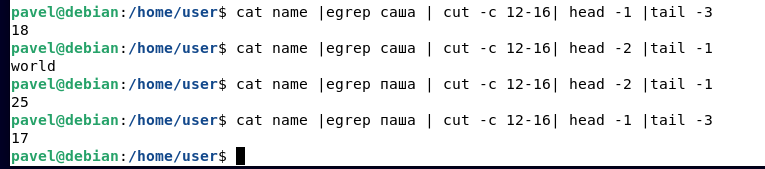 pavel@debian:/home/user$ cat name |egrep саша | cut -c 12-16| head -1 |tail -3
18
pavel@debian:/home/user$ cat name |egrep саша | cut -c 12-16| head -2 |tail -1
world
pavel@debian:/home/user$ cat name |egrep паша | cut -c 12-16| head -2 |tail -1
25
pavel@debian:/home/user$ cat name |egrep паша | cut -c 12-16| head -1 |tail -3
17
pavel@debian:/home/user$